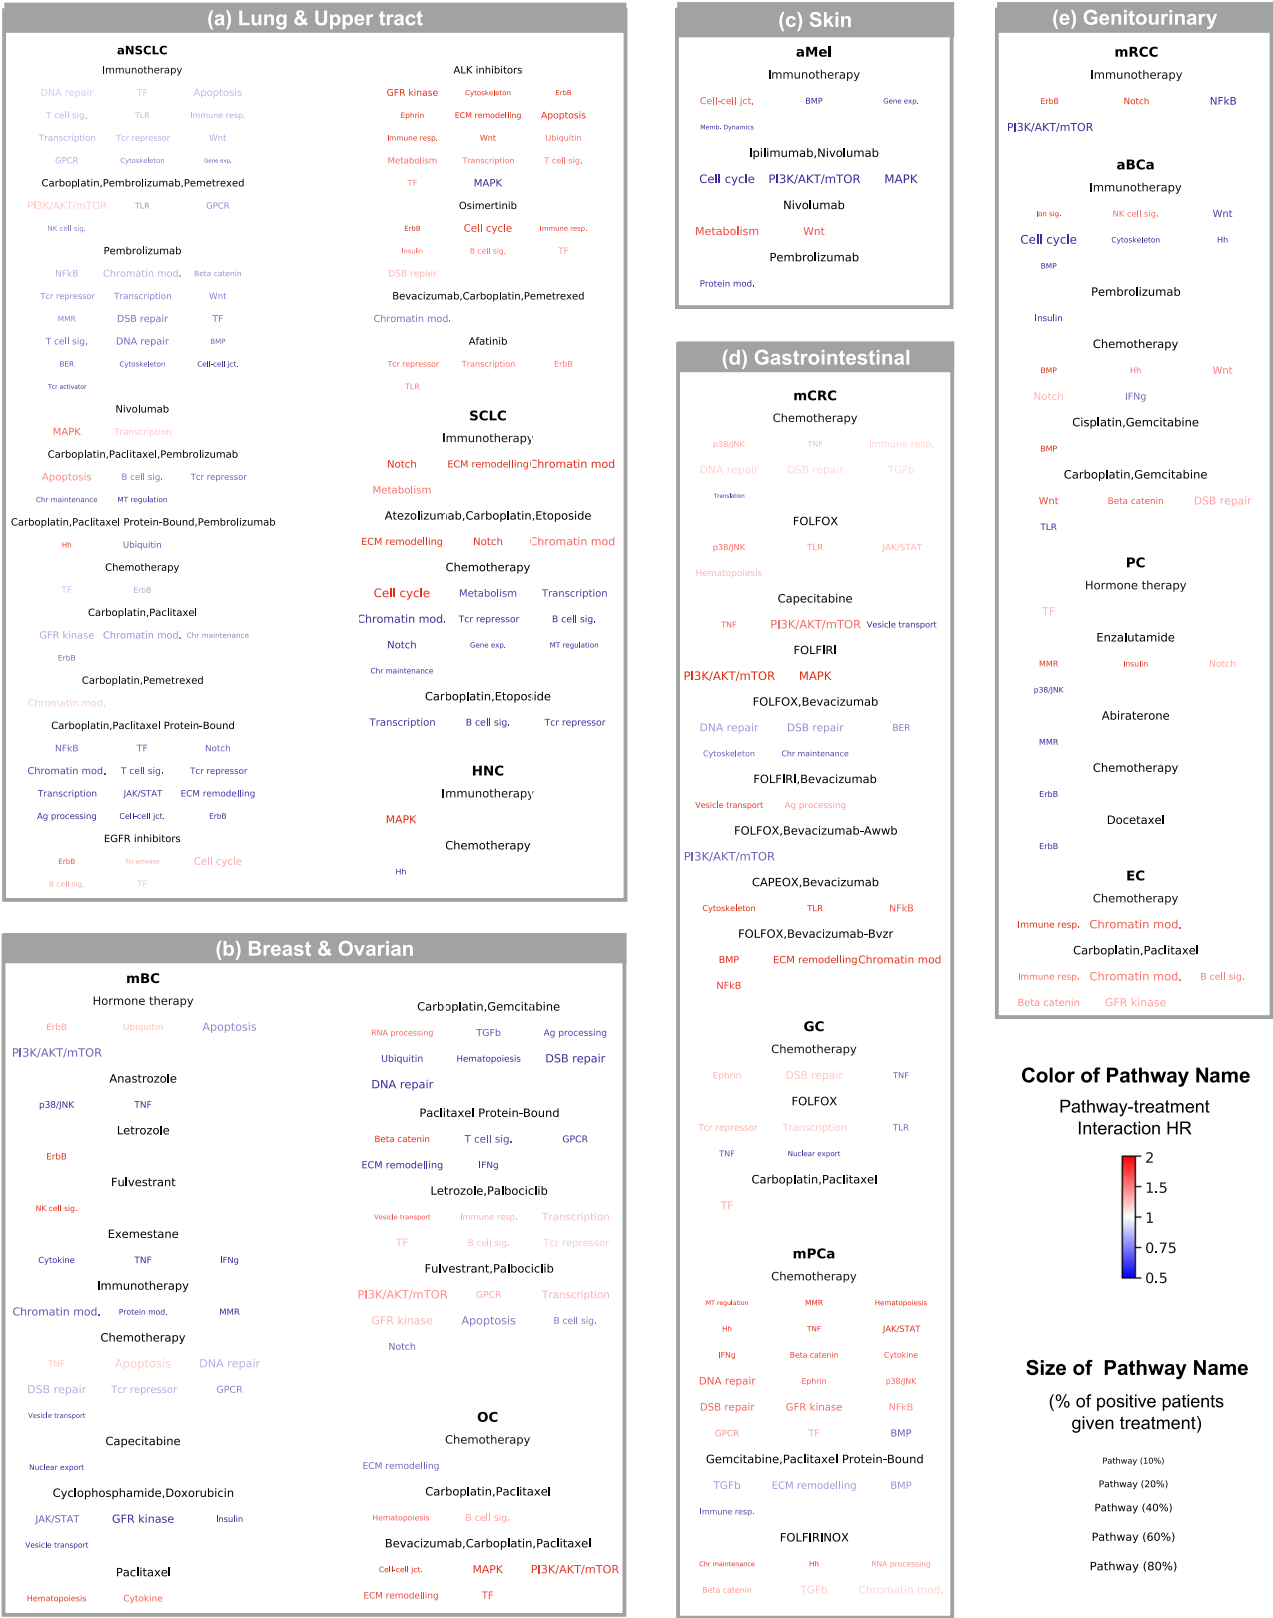 (a) Lung & Upper tract
aNSCLC
Immunotherapy
DNA repair TF Apoptosis
T cell sig. TLR Immune resp.
Transcription Tcr repressor Wnt
GPCR Cytoskeleton Gene exp.
Carboplatin,Pembrolizumab,Pemetrexed
PI3K/AKT/mTOR TLR GPCR
NK cell sig.
Pembrolizumab
NFkB Chromatin mod. Beta catenin
Tcr repressor Transcription Wnt
MMR DSB repair TF
T cell sig. DNA repair BMP
BER Cytoskeleton Cell-cell jct.
Tcr activator
Nivolumab
MAPK Transcription
Carboplatin,Paclitaxel,Pembrolizumab
Apoptosis B cell sig. Tcr repressor
Chr maintenance MT regulation
Carboplatin,Paclitaxel Protein-Bound,Pembrolizumab
Hh Ubiquitin
Chemotherapy
TF ErbB
Carboplatin,Paclitaxel
GFR kinase Chromatin mod. Chr maintenance
ErbB
Carboplatin,Pemetrexed
Chromatin mod.
Carboplatin,Paclitaxel Protein-Bound
NFkB TF Notch
Chromatin mod. T cell sig. Tcr repressor
Transcription JAK/STAT ECM remodelling
Ag processing Cell-cell jct. ErbB
EGFR inhibitors
ErbB Tcr activator Cell cycle
B cell sig. TF
ALK inhibitors
GFR kinase Cytoskeleton ErbB
Ephrin ECM remodelling Apoptosis
Immune resp. Wnt Ubiquitin
Metabolism Transcription T cell sig.
TF MAPK
Osimertinib
ErbB Cell cycle Immune resp.
Insulin B cell sig. TF
DSB repair
Bevacizumab,Carboplatin,Pemetrexed
Chromatin mod.
Afatinib
Tcr repressor Transcription ErbB
TLR
SCLC
Immunotherapy
Notch ECM remodelling Chromatin mod
Metabolism
Atezolizumab,Carboplatin,Etoposide
ECM remodelling Notch Chromatin mod
Chemotherapy
Cell cycle Metabolism Transcription
Chromatin mod. Tcr repressor B cell sig.
Notch Gene exp. MT regulation
Chr maintenance
Carboplatin,Etoposide
Transcription B cell sig. Tcr repressor
HNC
Immunotherapy
MAPK
Chemotherapy
Hh
(b) Breast & Ovarian
mBC
Hormone therapy
ErbB Ubiquitin Apoptosis
PI3K/AKT/mTOR
Anastrozole
p38/JNK TNF
Letrozole
ErbB
Fulvestrant
NK cell sig.
Exemestane
Cytokine TNF IFNg
Immunotherapy
Chromatin mod. Protein mod. MMR
Chemotherapy
TNF Apoptosis DNA repair
DSB repair Tcr repressor GPCR
Vesicle transport
Capecitabine
Nuclear export
Cyclophosphamide,Doxorubicin
JAK/STAT GFR kinase Insulin
Vesicle transport
Paclitaxel
Hematopoiesis Cytokine
Carboplatin,Gemcitabine
RNA processing TGFb Ag processing
Ubiquitin Hematopoiesis DSB repair
DNA repair
Paclitaxel Protein-Bound
Beta catenin T cell sig. GPCR
ECM remodelling IFNg
Letrozole,Palbociclib
Vesicle transport Immune resp. Transcription
TF B cell sig. Tcr repressor
Fulvestrant,Palbociclib
PI3K/AKT/mTOR GPCR Transcription
GFR kinase Apoptosis B cell sig.
Notch
OC
Chemotherapy
ECM remodelling
Carboplatin,Paclitaxel
Hematopoiesis B cell sig.
Bevacizumab,Carboplatin,Paclitaxel
Cell-cell jct. MAPK PI3K/AKT/mTOR
ECM remodelling TF
(c) Skin
aMel
Immunotherapy
Cell-cell jct. BMP Gene exp.
Memb. Dynamics
Ipilimumab,Nivolumab
Cell cycle PI3K/AKT/mTOR MAPK
Nivolumab
Metabolism Wnt
Pembrolizumab
Protein mod.
(d) Gastrointestinal
mCRC
Chemotherapy
p38/JNK TNF Immune resp.
DNA repair DSB repair TGFb
Translation
FOLFOX
p38/JNK TLR JAK/STAT
Hematopoiesis
Capecitabine
TNF PI3K/AKT/mTOR Vesicle transport
FOLFIRI
PI3K/AKT/mTOR MAPK
FOLFOX,Bevacizumab
DNA repair DSB repair BER
Cytoskeleton Chr maintenance
FOLFIRI,Bevacizumab
Vesicle transport Ag processing
FOLFOX,Bevacizumab-Awwb
PI3K/AKT/mTOR
CAPEOX,Bevacizumab
Cytoskeleton TLR NFkB
FOLFOX,Bevacizumab-Bvzr
BMP ECM remodelling Chromatin mod
NFkB
GC
Chemotherapy
Ephrin DSB repair TNF
FOLFOX
Tcr repressor Transcription TLR
TNF Nuclear export
Carboplatin,Paclitaxel
TF
mPCa
Chemotherapy
MT regulation MMR Hematopoiesis
Hh TNF JAK/STAT
IFNg Beta catenin Cytokine
DNA repair Ephrin p38/JNK
DSB repair GFR kinase NFkB
GPCR TF BMP
Gemcitabine,Paclitaxel Protein-Bound
TGFb ECM remodelling BMP
Immune resp.
FOLFIRINOX
Chr maintenance Hh RNA processing
Beta catenin TGFb Chromatin mod.
(e) Genitourinary
mRCC
Immunotherapy
ErbB Notch NFkB
PI3K/AKT/mTOR
aBCa
Immunotherapy
Ion sig. NK cell sig. Wnt
Cell cycle Cytoskeleton Hh
BMP
Pembrolizumab
Insulin
Chemotherapy
BMP Hh Wnt
Notch IFNg
Cisplatin,Gemcitabine
BMP
Carboplatin,Gemcitabine
Wnt Beta catenin DSB repair
TLR
PC
Hormone therapy
TF
Enzalutamide
MMR Insulin Notch
p38/JNK
Abiraterone
MMR
Chemotherapy
ErbB
Docetaxel
ErbB
EC
Chemotherapy
Immune resp. Chromatin mod.
Carboplatin,Paclitaxel
Immune resp. Chromatin mod. B cell sig.
Beta catenin GFR kinase
Color of Pathway Name
Pathway-treatment
Interaction HR
2
1.5
1
0.75
0.5
Size of Pathway Name
(% of positive patients
given treatment)
Pathway (10%)
Pathway (20%)
Pathway (40%)
Pathway (60%)
Pathway (80%)